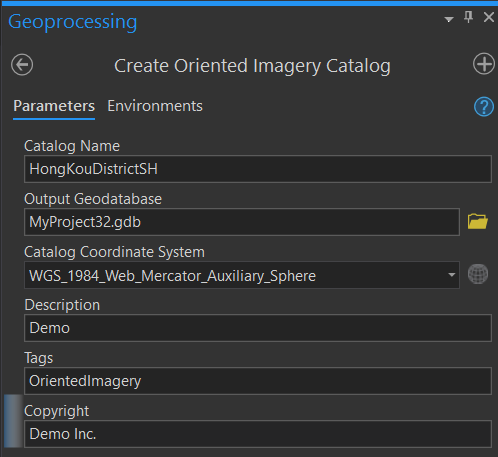 Geoprocessing
Create Oriented Imagery Catalog
Parameters Environments
Catalog Name
HongKouDistrictSH
Output Geodatabase
MyProject32.gdb
Catalog Coordinate System
WGS_1984_Web_Mercator_Auxiliary_Sphere
Description
Demo
Tags
OrientedImagery
Copyright
Demo Inc.